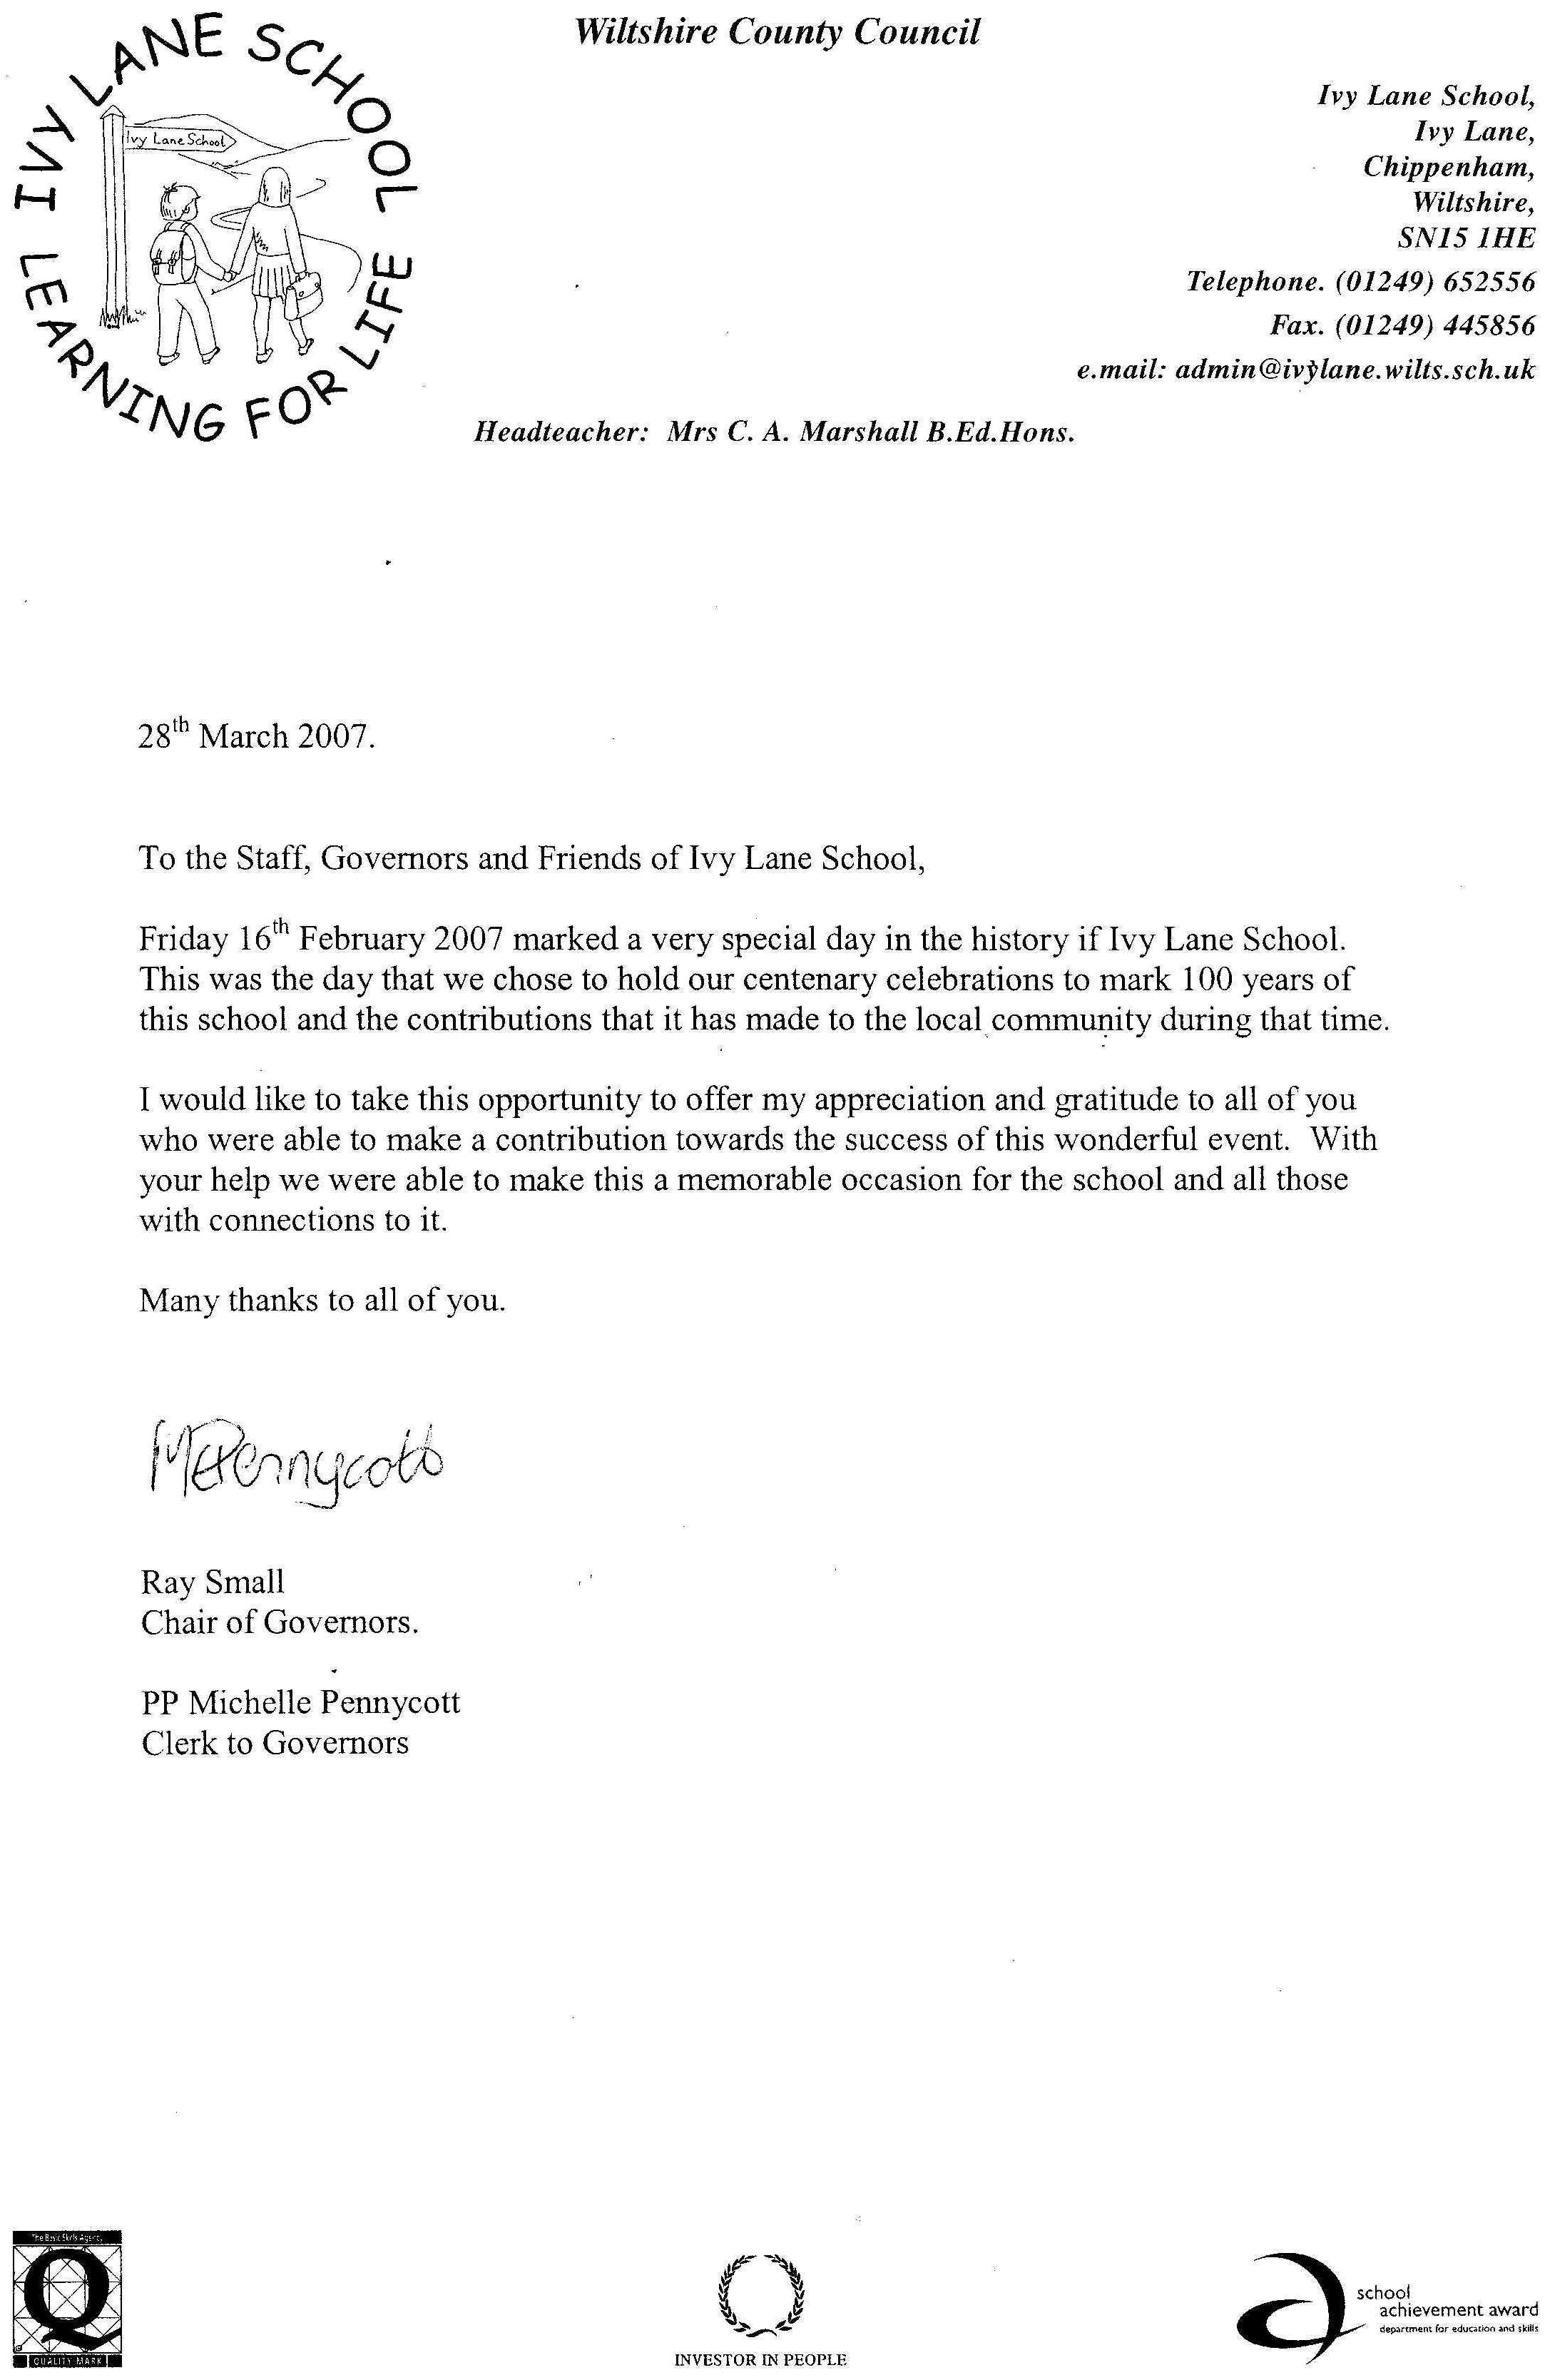 IVY LANE SCHOOL
LEARNING FOR LIFE
Ivy Lane School
Wiltshire County Council
Ivy Lane School,
Ivy Lane,
Chippenham,
Wiltshire,
SN15 1HE
Telephone. (01249) 652556
Fax. (01249) 445856
e.mail: admin@ivylane.wilts.sch.uk
Headteacher: Mrs C. A. Marshall B.Ed.Hons.
28th March 2007.
To the Staff, Governors and Friends of Ivy Lane School,
Friday 16th February 2007 marked a very special day in the history if Ivy Lane School.
This was the day that we chose to hold our centenary celebrations to mark 100 years of
this school and the contributions that it has made to the local community during that time.
I would like to take this opportunity to offer my appreciation and gratitude to all of you
who were able to make a contribution towards the success of this wonderful event. With
your help we were able to make this a memorable occasion for the school and all those
with connections to it.
Many thanks to all of you.
MEPennycott
Ray Small
Chair of Governors.
PP Michelle Pennycott
Clerk to Governors
The Basic Skills Agency
Q
QUALITY MARK
INVESTOR IN PEOPLE
school
achievement award
department for education and skills